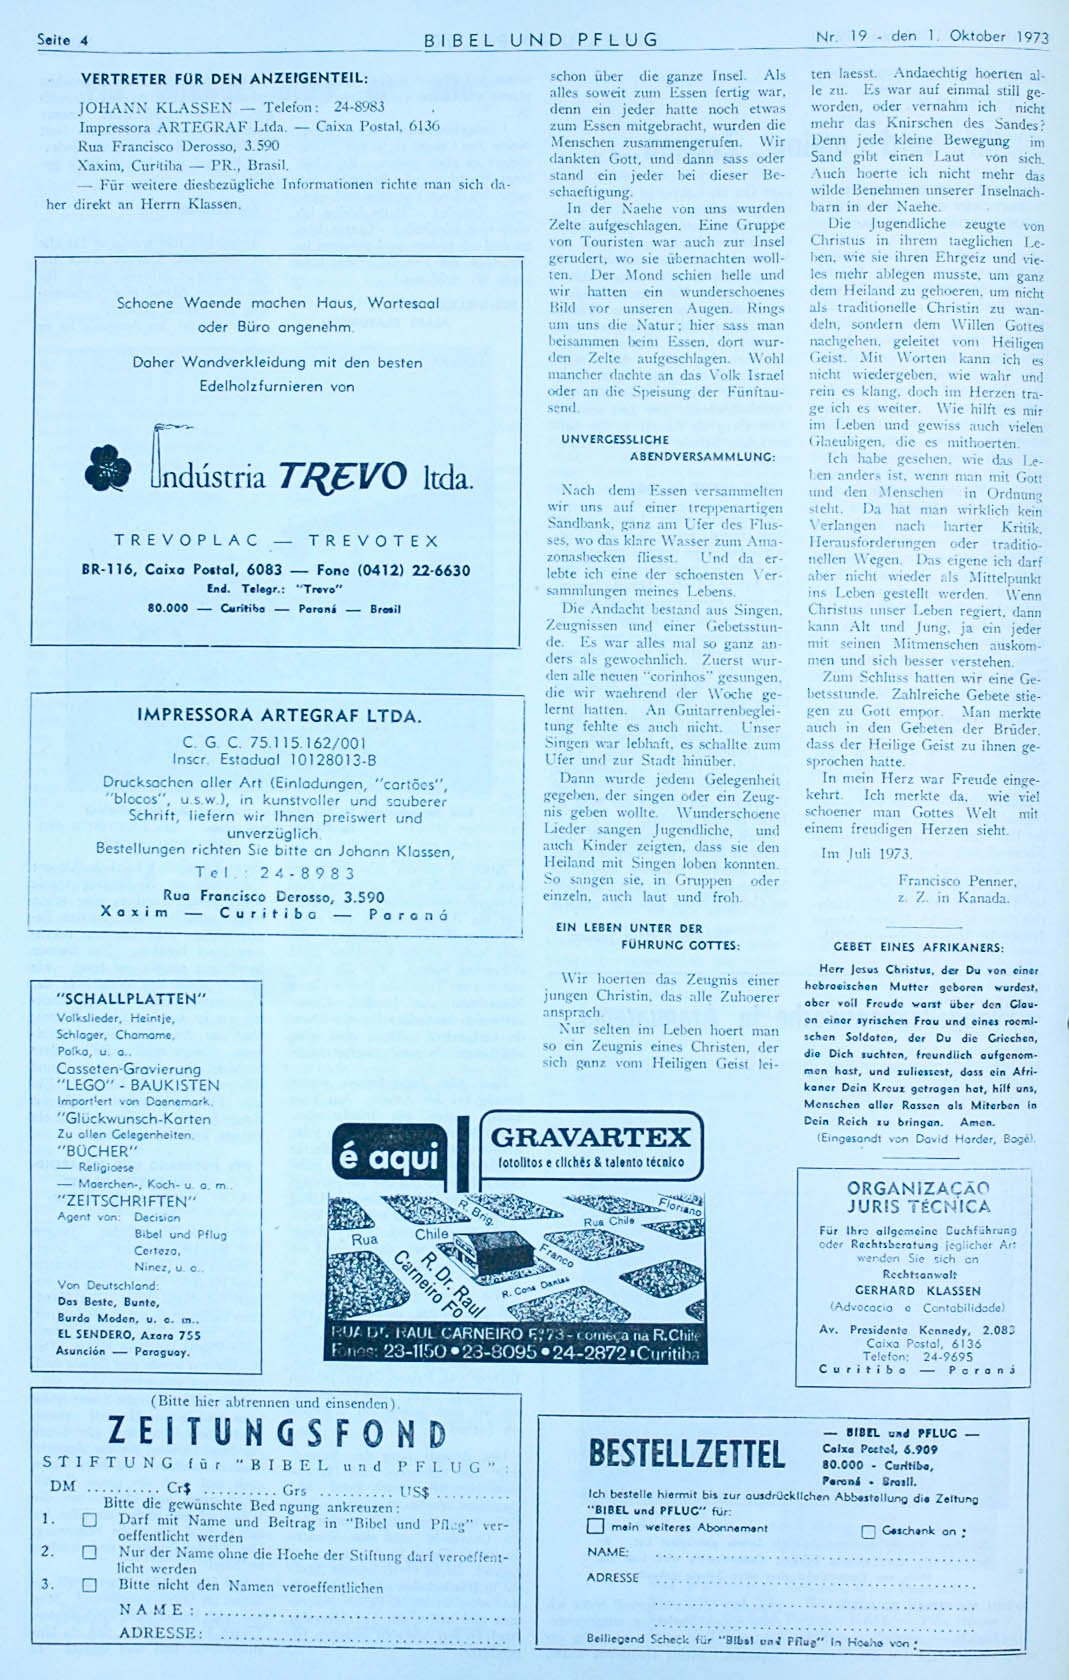 Seite 4
BIBEL UND PFLUG
Nr. 19 - den 1. Oktober 1973
VERTRETER FÜR DEN ANZEIGENTEIL:
JOHANN KLASSEN — Telefon: 24-8983
Impressora ARTEGRAF Ltda. — Caixa Postal, 6136
Rua Francisco Derosso, 3.590
Xaxim, Curitiba — PR., Brasil.
— Für weitere diesbezügliche Informationen richte man sich da-
her direkt an Herrn Klassen.
Schoene Waende machen Haus, Wartesaal
oder Büro angenehm.
Daher Wandverkleidung mit den besten
Edelholzfurnieren von
Indústria TREVO ltda.
TREVOPLAC — TREVOTEX
BR-116, Caixa Postal, 6083 — Fone (0412) 22-6630
End. Telegr.: "Trevo"
80.000 — Curitiba — Paraná — Brasil
IMPRESSORA ARTEGRAF LTDA.
C. G. C. 75.115.162/001
Inscr. Estadual 10128013-B
Drucksachen aller Art (Einladungen, "cartões",
"blocos", u.s.w.), in kunstvoller und sauberer
Schrift, liefern wir Ihnen preiswert und
unverzüglich.
Bestellungen richten Sie bitte an Johann Klassen,
Tel.: 24-8983
Rua Francisco Derosso, 3.590
Xaxim — Curitiba — Paraná
"SCHALLPLATTEN"
Volkslieder, Heintje,
Schlager, Chamame,
Polka, u. a..
Casseten-Gravierung
"LEGO" - BAUKISTEN
Importiert von Daenemark.
"Glückwunsch-Karten
Zu allen Gelegenheiten.
"BÜCHER"
— Religioese
— Maerchen-, Koch- u. a. m..
"ZEITSCHRIFTEN"
Agent von: Decision
Bibel und Pflug
Certeza,
Ninez, u. a..
Von Deutschland:
Das Beste, Bunte,
Burda Moden, u. a. m..
EL SENDERO, Azara 755
Asunción — Paraguay.
schon über die ganze Insel. Als
alles soweit zum Essen fertig war,
denn ein jeder hatte noch etwas
zum Essen mitgebracht, wurden die
Menschen zusammengerufen. Wir
dankten Gott, und dann sass oder
stand ein jeder bei dieser Be-
schaeftigung.
In der Naehe von uns wurden
Zelte aufgeschlagen. Eine Gruppe
von Touristen war auch zur Insel
gerudert, wo sie übernachten woll-
ten. Der Mond schien helle und
wir hatten ein wunderschoenes
Bild vor unseren Augen. Rings
um uns die Natur; hier sass man
beisammen beim Essen, dort wur-
den Zelte aufgeschlagen. Wohl
mancher dachte an das Volk Israel
oder an die Speisung der Fünftau-
send.
UNVERGESSLICHE
ABENDVERSAMMLUNG:
Nach dem Essen versammelten
wir uns auf einer treppenartigen
Sandbank, ganz am Ufer des Flus-
ses, wo das klare Wasser zum Ama-
zonasbecken fliesst. Und da er-
lebte ich eine der schoensten Ver-
sammlungen meines Lebens.
Die Andacht bestand aus Singen,
Zeugnissen und einer Gebetsstun-
de. Es war alles mal so ganz an-
ders als gewoehnlich. Zuerst wur-
den alle neuen "corinhos" gesungen,
die wir waehrend der Woche ge-
lernt hatten. An Guitarrenbeglei-
tung fehlte es auch nicht. Unser
Singen war lebhaft, es schallte zum
Ufer und zur Stadt hinüber.
Dann wurde jedem Gelegenheit
gegeben, der singen oder ein Zeug-
nis geben wollte. Wunderschoene
Lieder sangen Jugendliche, und
auch Kinder zeigten, dass sie den
Heiland mit Singen loben konnten.
So sangen sie, in Gruppen oder
einzeln, auch laut und froh.
EIN LEBEN UNTER DER
FÜHRUNG GOTTES:
Wir hoerten das Zeugnis einer
jungen Christin, das alle Zuhoerer
ansprach.
Nur selten im Leben hoert man
so ein Zeugnis eines Christen, der
sich ganz vom Heiligen Geist lei-
ten laesst. Andaechtig hoerten al-
le zu. Es war auf einmal still ge-
worden, oder vernahm ich nicht
mehr das Knirschen des Sandes?
Denn jede kleine Bewegung im
Sand gibt einen Laut von sich.
Auch hoerte ich nicht mehr das
wilde Benehmen unserer Inselnach-
barn in der Naehe.
Die Jugendliche zeugte von
Christus in ihrem taeglichen Le-
ben, wie sie ihren Ehrgeiz und vie-
les mehr ablegen musste, um ganz
dem Heiland zu gehoeren, um nicht
als traditionelle Christin zu wan-
deln, sondern dem Willen Gottes
nachgehen, geleitet vom Heiligen
Geist. Mit Worten kann ich es
nicht wiedergeben, wie wahr und
rein es klang, doch im Herzen tra-
ge ich es weiter. Wie hilft es mir
im Leben und gewiss auch vielen
Glaeubigen, die es mithoerten.
Ich habe gesehen, wie das Le-
ben anders ist, wenn man mit Gott
und den Menschen in Ordnung
steht. Da hat man wirklich kein
Verlangen nach harter Kritik,
Herausforderungen oder traditio-
nellen Wegen. Das eigene ich darf
aber nicht wieder als Mittelpunkt
ins Leben gestellt werden. Wenn
Christus unser Leben regiert, dann
kann Alt und Jung, ja ein jeder
mit seinen Mitmenschen auskom-
men und sich besser verstehen.
Zum Schluss hatten wir eine Ge-
betsstunde. Zahlreiche Gebete stie-
gen zu Gott empor. Man merkte
auch in den Gebeten der Brüder,
dass der Heilige Geist zu ihnen ge-
sprochen hatte.
In mein Herz war Freude einge-
kehrt. Ich merkte da, wie viel
schoener man Gottes Welt mit
einem freudigen Herzen sieht.
Im Juli 1973.
Francisco Penner,
z. Z. in Kanada.
GEBET EINES AFRIKANERS:
Herr Jesus Christus, der Du von einer
hebraeischen Mutter geboren wurdest,
aber voll Freude warst über den Glau-
en einer syrischen Frau und eines roemi-
schen Soldaten, der Du die Griechen,
die Dich suchten, freundlich aufgenom-
men hast, und zuliessest, dass ein Afri-
kaner Dein Kreuz getragen hat, hilf uns,
Menschen aller Rassen als Miterben in
Dein Reich zu bringen. Amen.
(Eingesandt von David Harder, Bagé).
é aqui
GRAVARTEX
fotolitos e clichês & talento técnico
Rua
Chile
R. Bng.
Franco
Rua Chile
Floriano
R. Dr. Raul
Carneiro Fo
R. Cons Dantas
RUA DR. RAUL CARNEIRO Fº73 - começa na R.Chile
Fones: 23-1150 • 23-8095 • 24-2872 • Curitiba
ORGANIZAÇÃO
JURIS TÉCNICA
Für Ihre allgemeine Buchführung
oder Rechtsberatung jeglicher Art
wenden Sie sich an
Rechtsanwalt
GERHARD KLASSEN
(Advocacia e Contabilidade)
Av. Presidente Kennedy, 2.083
Caixa Postal, 6136
Telefon: 24-9695
Curitiba — Paraná
(Bitte hier abtrennen und einsenden).
ZEITUNGSFOND
STIFTUNG für "BIBEL und PFLUG":
DM .......... Cr$ .......... Grs .......... US$ ..........
Bitte die gewünschte Bedingung ankreuzen:
1. Darf mit Name und Beitrag in "Bibel und Pflug" ver-
oeffentlicht werden
2. Nur der Name ohne die Hoehe der Stiftung darf veroeffent-
licht werden
3. Bitte nicht den Namen veroeffentlichen
NAME: ..............................
ADRESSE: ..............................
BESTELLZETTEL
— BIBEL und PFLUG —
Caixa Postal, 6.909
80.000 - Curitiba,
Paraná - Brasil.
Ich bestelle hiermit bis zur ausdrücklichen Abbestellung die Zeitung
"BIBEL und PFLUG" für:
mein weiteres Abonnement
Geschenk an:
NAME: ..............................
ADRESSE ..............................
Beiliegend Scheck für "Bibel und Pflug" in Hoehe von: